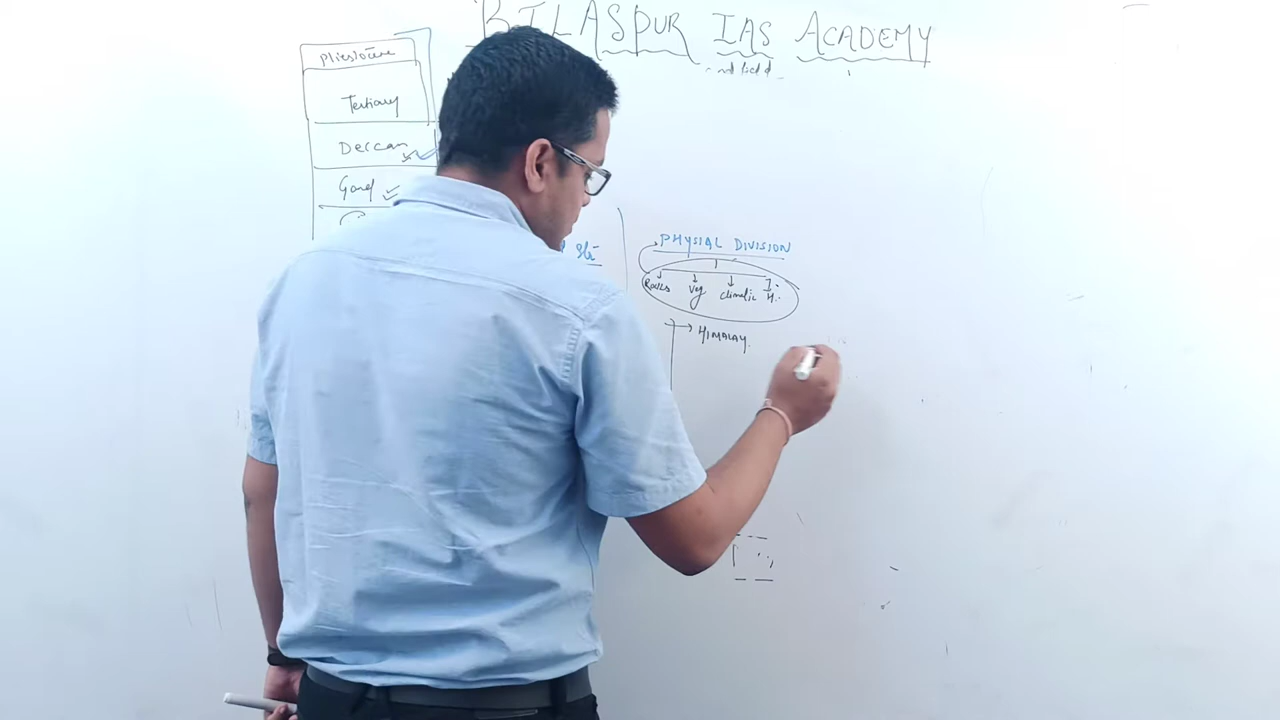 BILASPUR IAS ACADEMY
Pliestocene
Tertiary
Deccan
Gond
PHYSIAL DIVISION
Rocks Veg Climatic H.
HIMALAY.